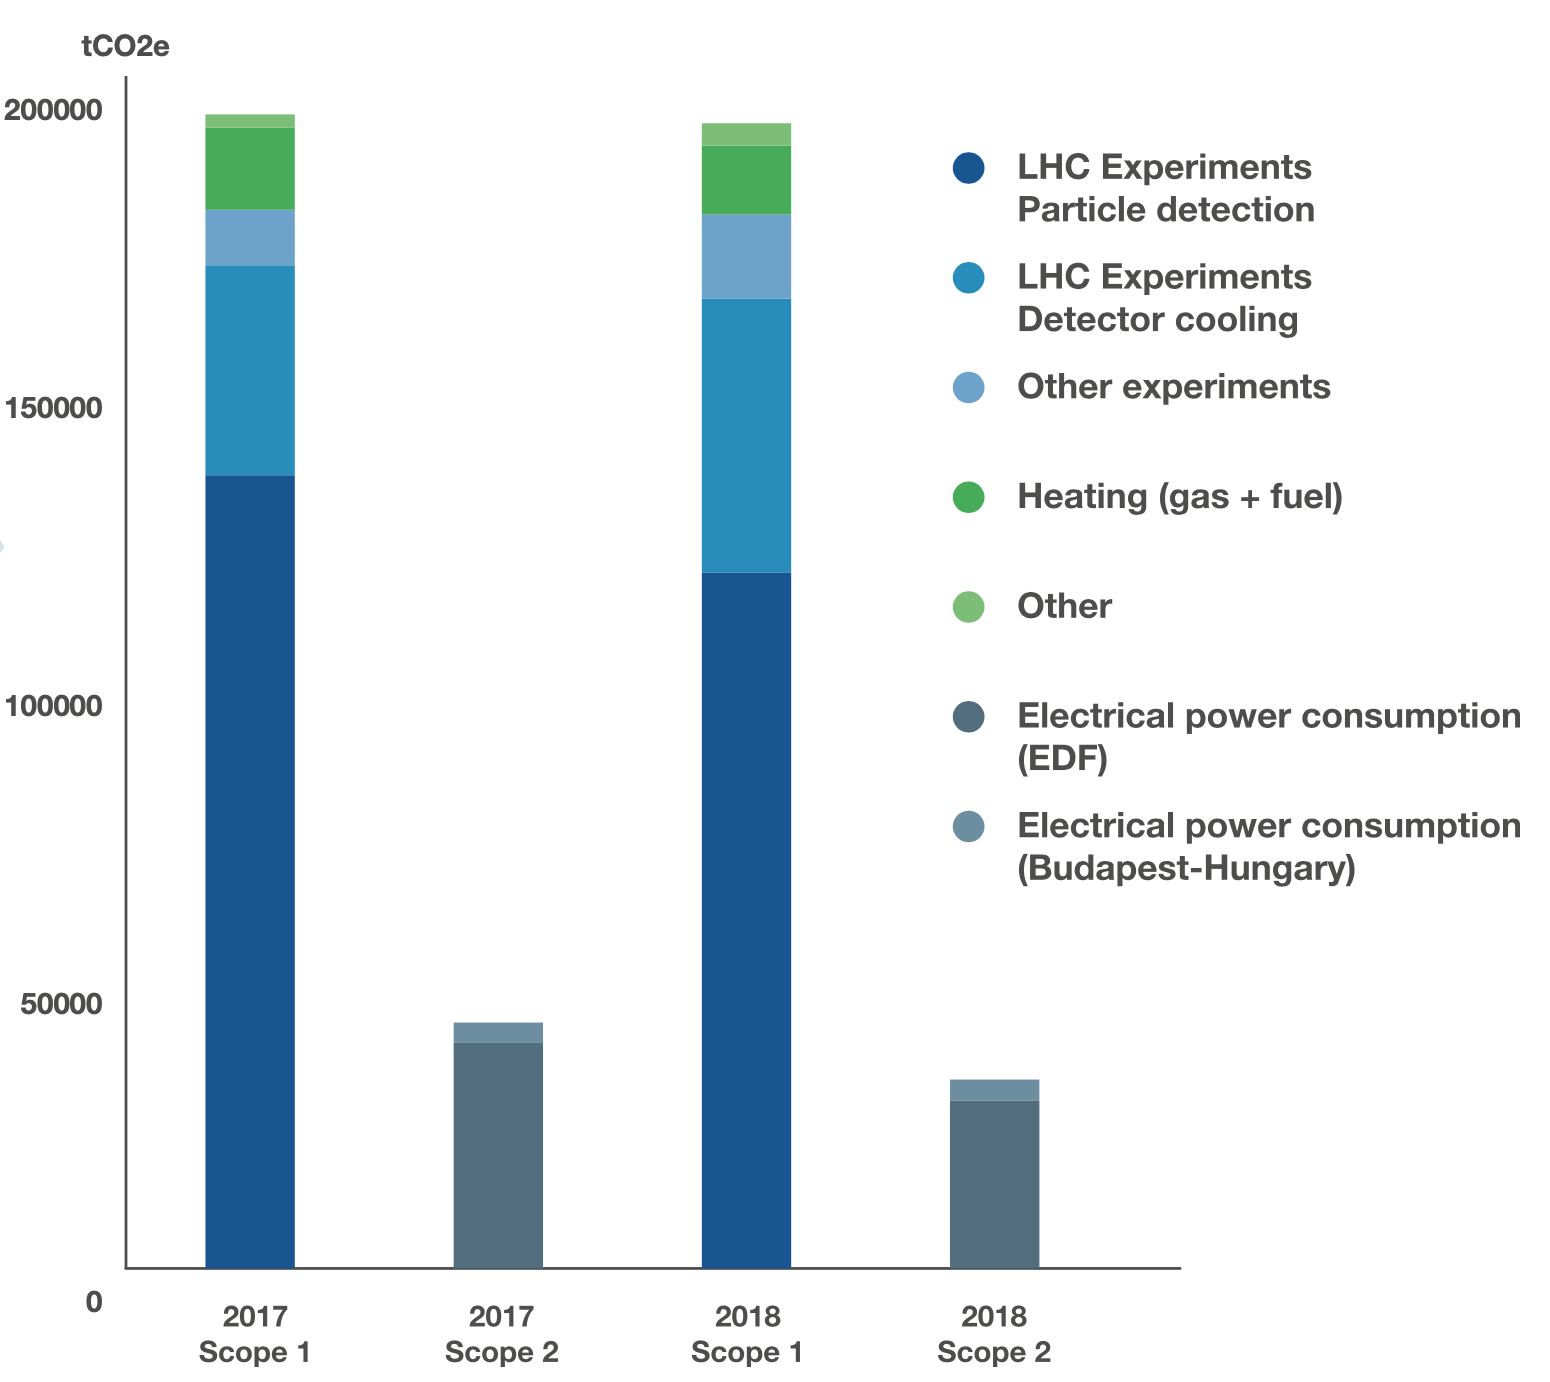 tCO2e
200000
150000
100000
50000
0
2017
Scope 1
2017
Scope 2
2018
Scope 1
2018
Scope 2
LHC Experiments
Particle detection
LHC Experiments
Detector cooling
Other experiments
Heating (gas + fuel)
Other
Electrical power consumption
(EDF)
Electrical power consumption
(Budapest-Hungary)